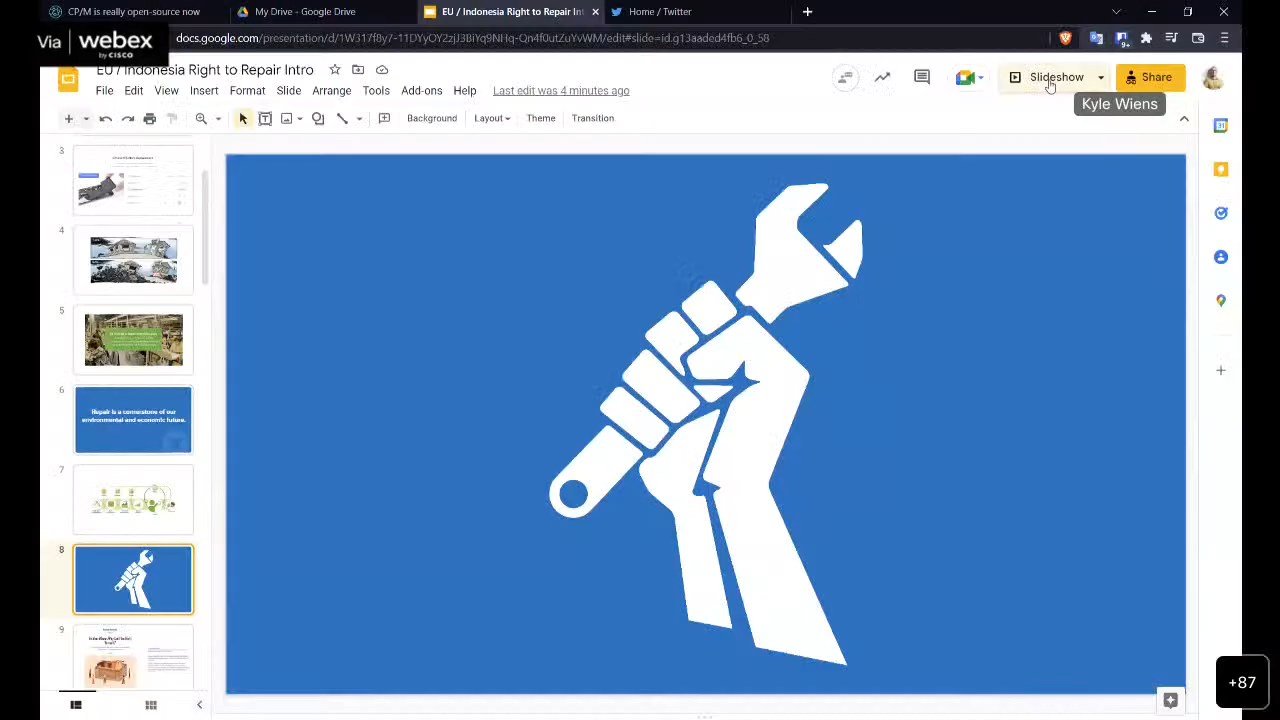 CP/M is really open-source now
My Drive - Google Drive
EU / Indonesia Right to Repair Int
Home / Twitter
Via webex
by CISCO
docs.google.com/presentation/d/1W317f8y7-11DYyOY2zjJ3BiYq9NHq-Qn4f0utZuYvWM/edit#slide=id.g13aaded4fb6_0_58
EU / Indonesia Right to Repair Intro
Slideshow
Share
File Edit View Insert Format Slide Arrange Tools Add-ons Help Last edit was 4 minutes ago
Kyle Wiens
Background Layout Theme Transition
3
4
5
6
Repair is a cornerstone of our
environmental and economic future.
7
8
9
+87